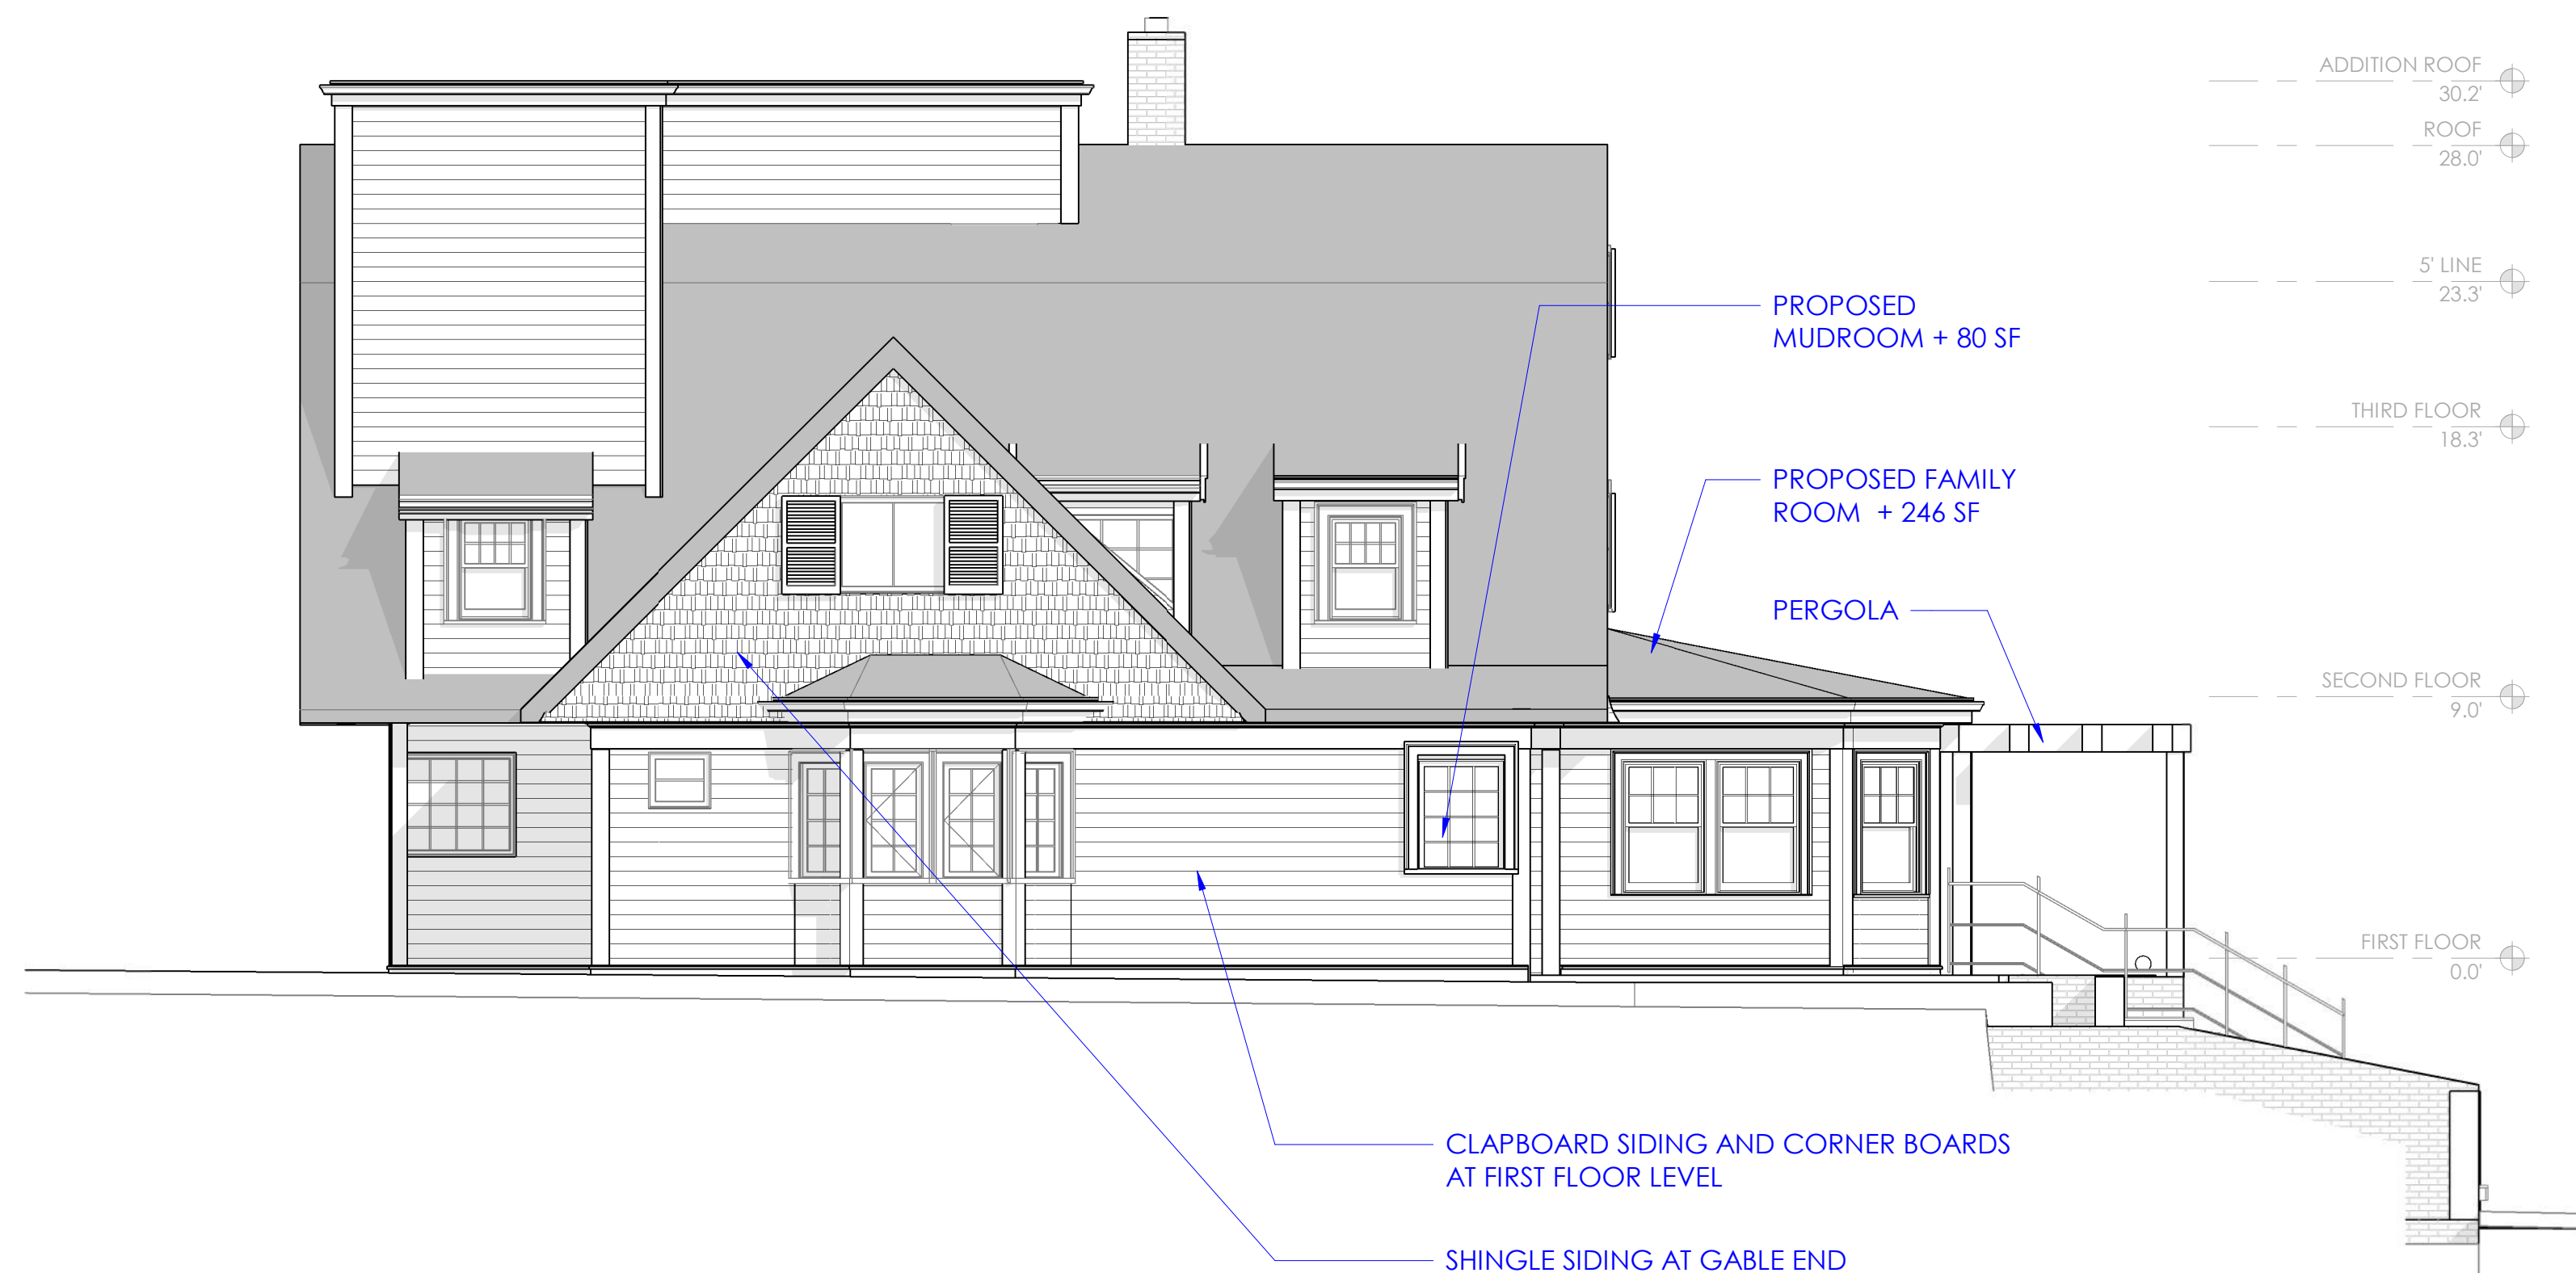 ADDITION ROOF
30.2'
ROOF
28.0'
5' LINE
23.3'
PROPOSED
MUDROOM + 80 SF
THIRD FLOOR
18.3'
PROPOSED FAMILY
ROOM + 246 SF
PERGOLA
SECOND FLOOR
9.0'
FIRST FLOOR
0.0'
CLAPBOARD SIDING AND CORNER BOARDS
AT FIRST FLOOR LEVEL
SHINGLE SIDING AT GABLE END